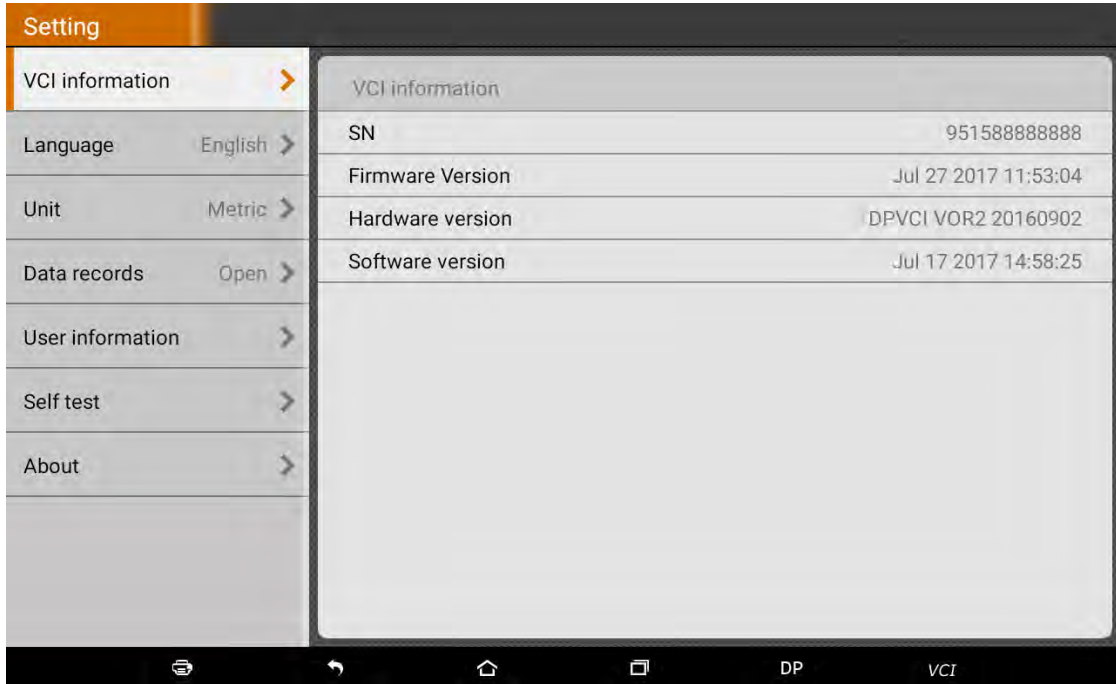 Setting
VCI information
Language English
Unit Metric
Data records Open
User information
Self test
About
VCI information
SN 951588888888
Firmware Version Jul 27 2017 11:53:04
Hardware version DPVCI VOR2 20160902
Software version Jul 17 2017 14:58:25
DP VCI